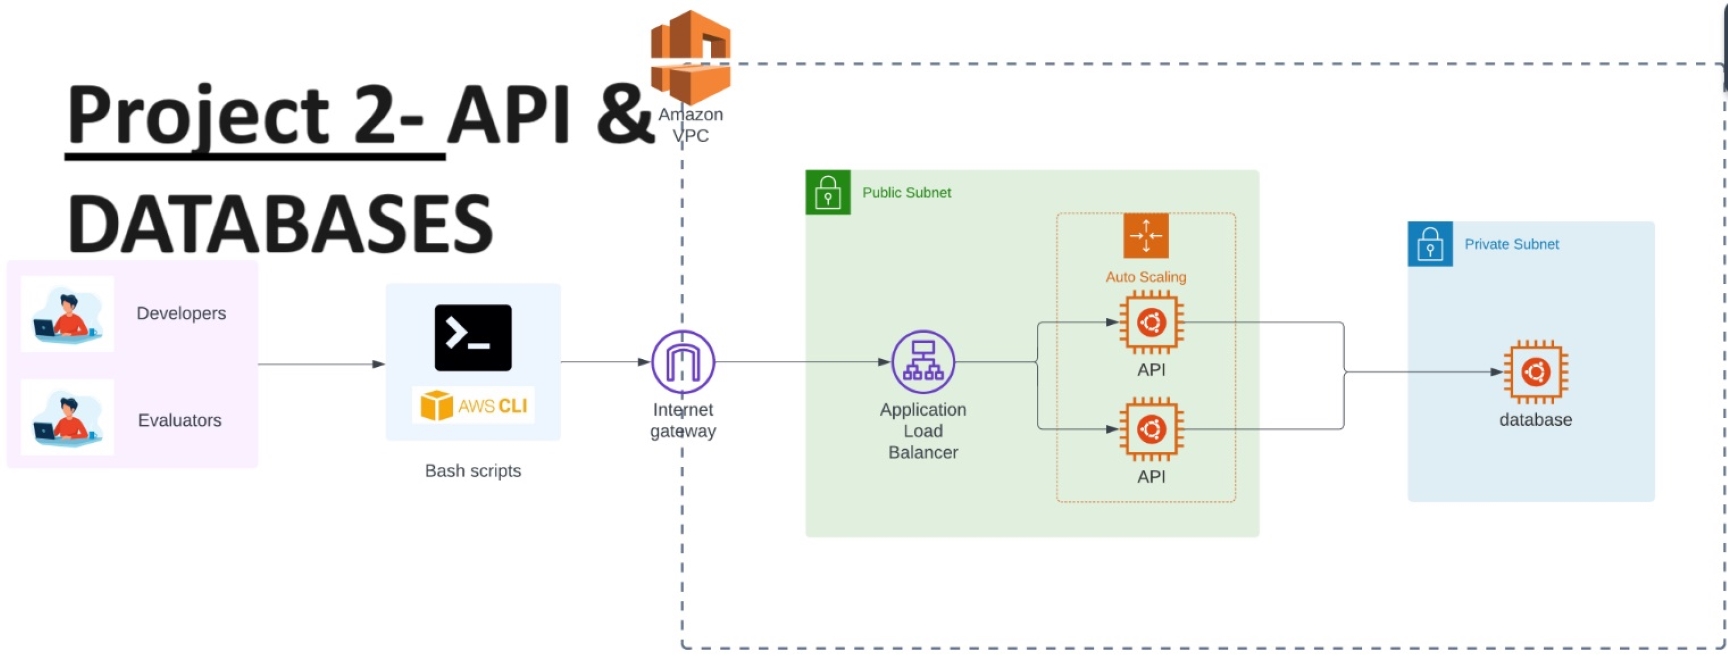 Project 2- API &
DATABASES
Amazon
VPC
Developers
Evaluators
>_
AWS CLI
Bash scripts
Internet
gateway
Public Subnet
Application
Load
Balancer
Auto Scaling
API
API
Private Subnet
database